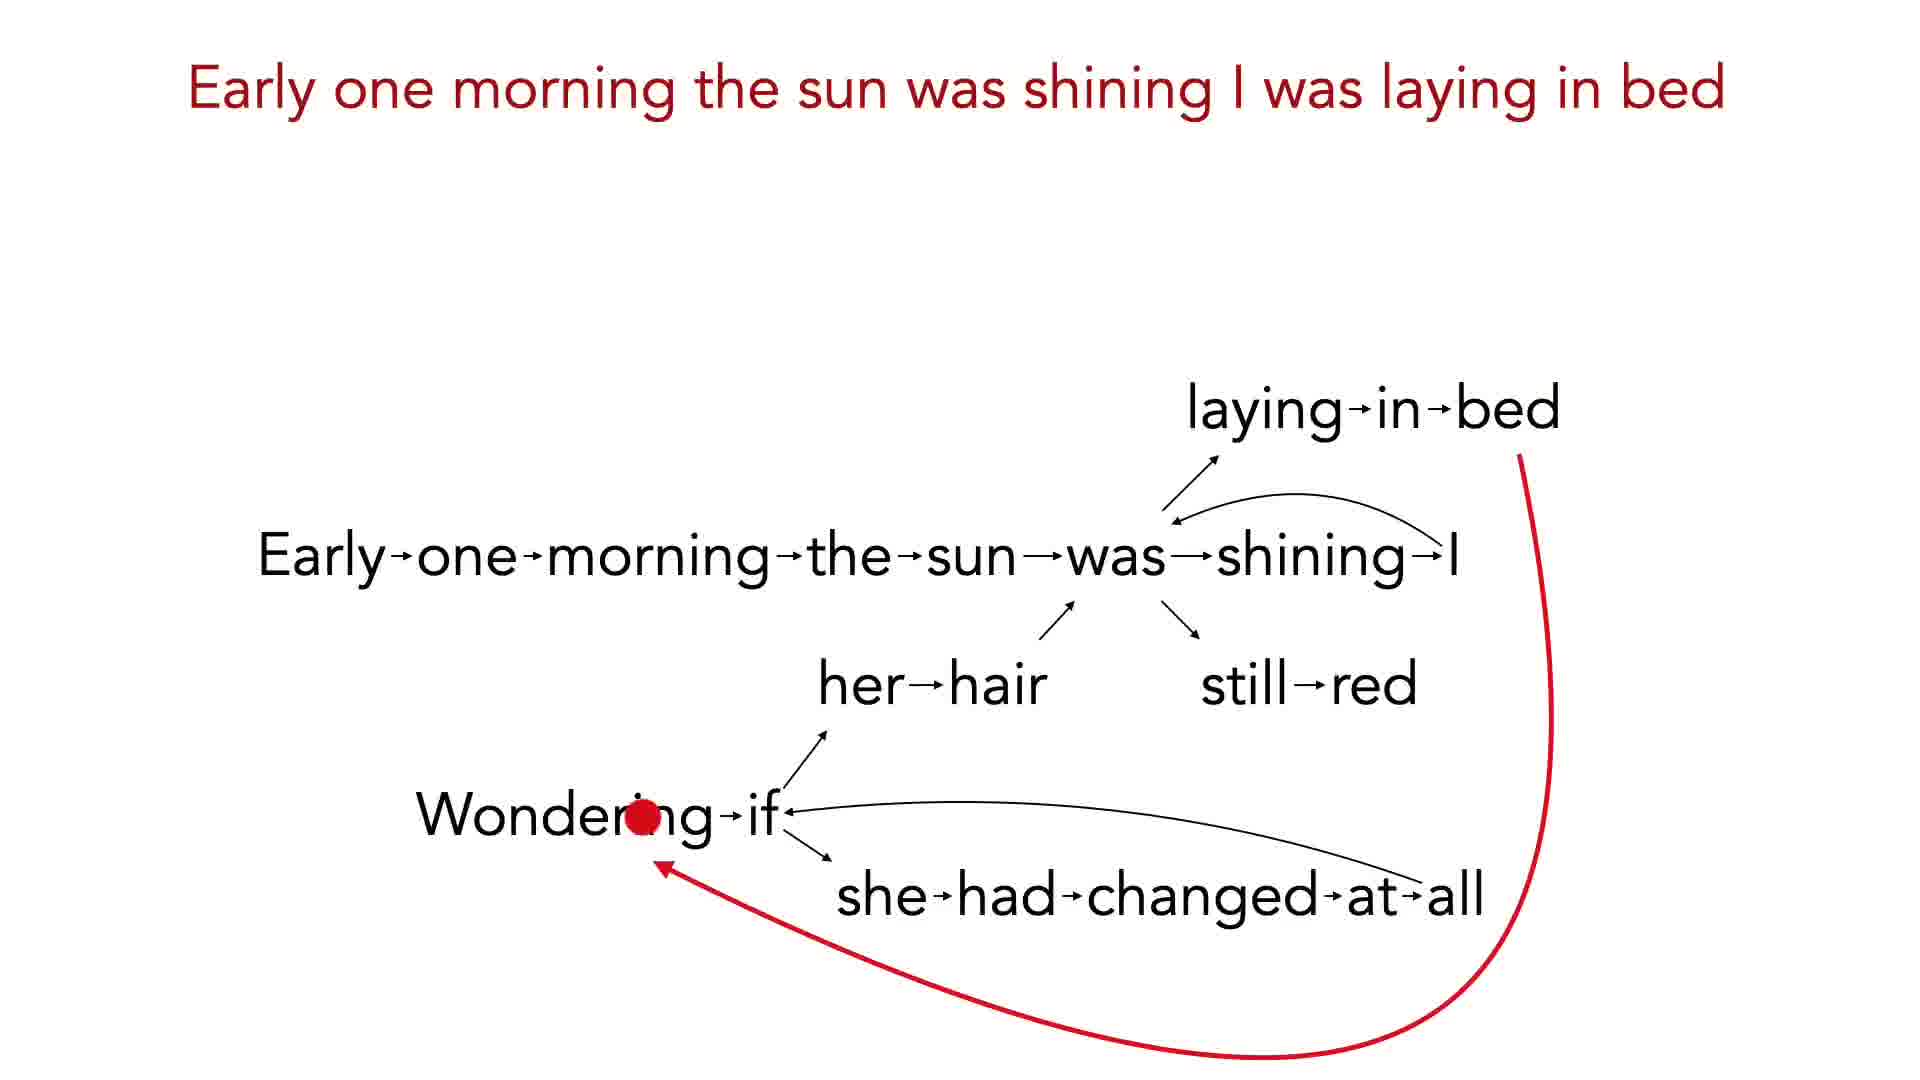 Early one morning the sun was shining I was laying in bed
laying→in→bed
Early→one→morning→the→sun→was→shining→I
her→hair still→red
Wondering→if
she→had→changed→at→all